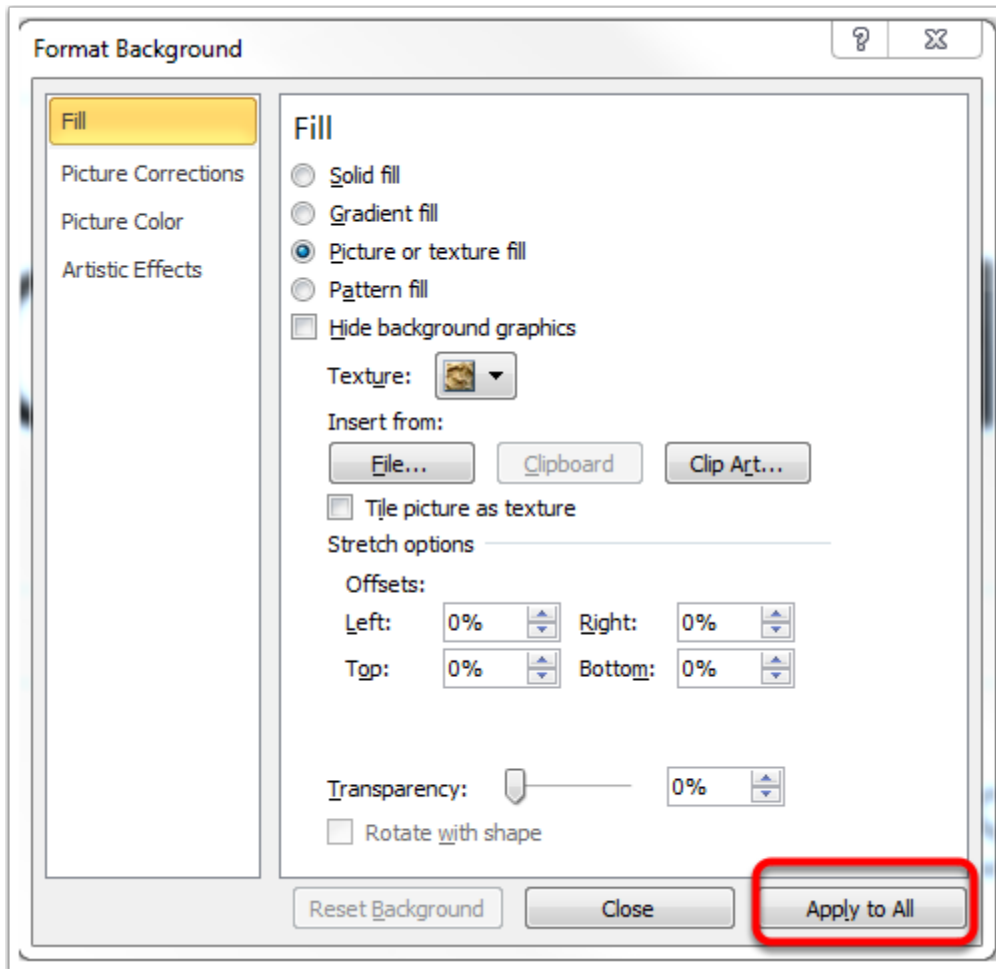 Format Background
Fill
Picture Corrections
Picture Color
Artistic Effects
Fill
Solid fill
Gradient fill
Picture or texture fill
Pattern fill
Hide background graphics
Texture:
Insert from:
File... Clipboard Clip Art...
Tile picture as texture
Stretch options
Offsets:
Left: 0% Right: 0%
Top: 0% Bottom: 0%
Transparency: 0%
Rotate with shape
Reset Background Close Apply to All